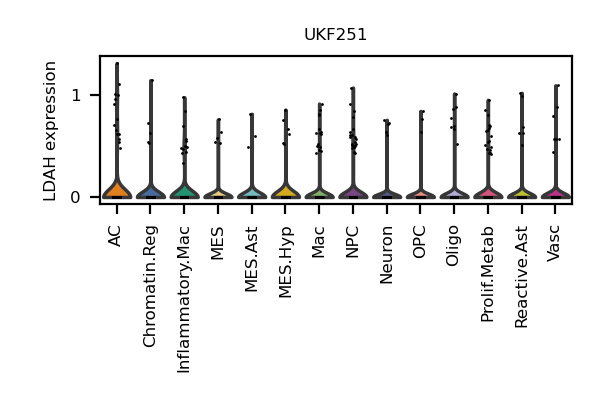 UKF251
LDAH expression
1
0
AC
Chromatin.Reg
Inflammatory.Mac
MES
MES.Ast
MES.Hyp
Mac
NPC
Neuron
OPC
Oligo
Prolif.Metab
Reactive.Ast
Vasc